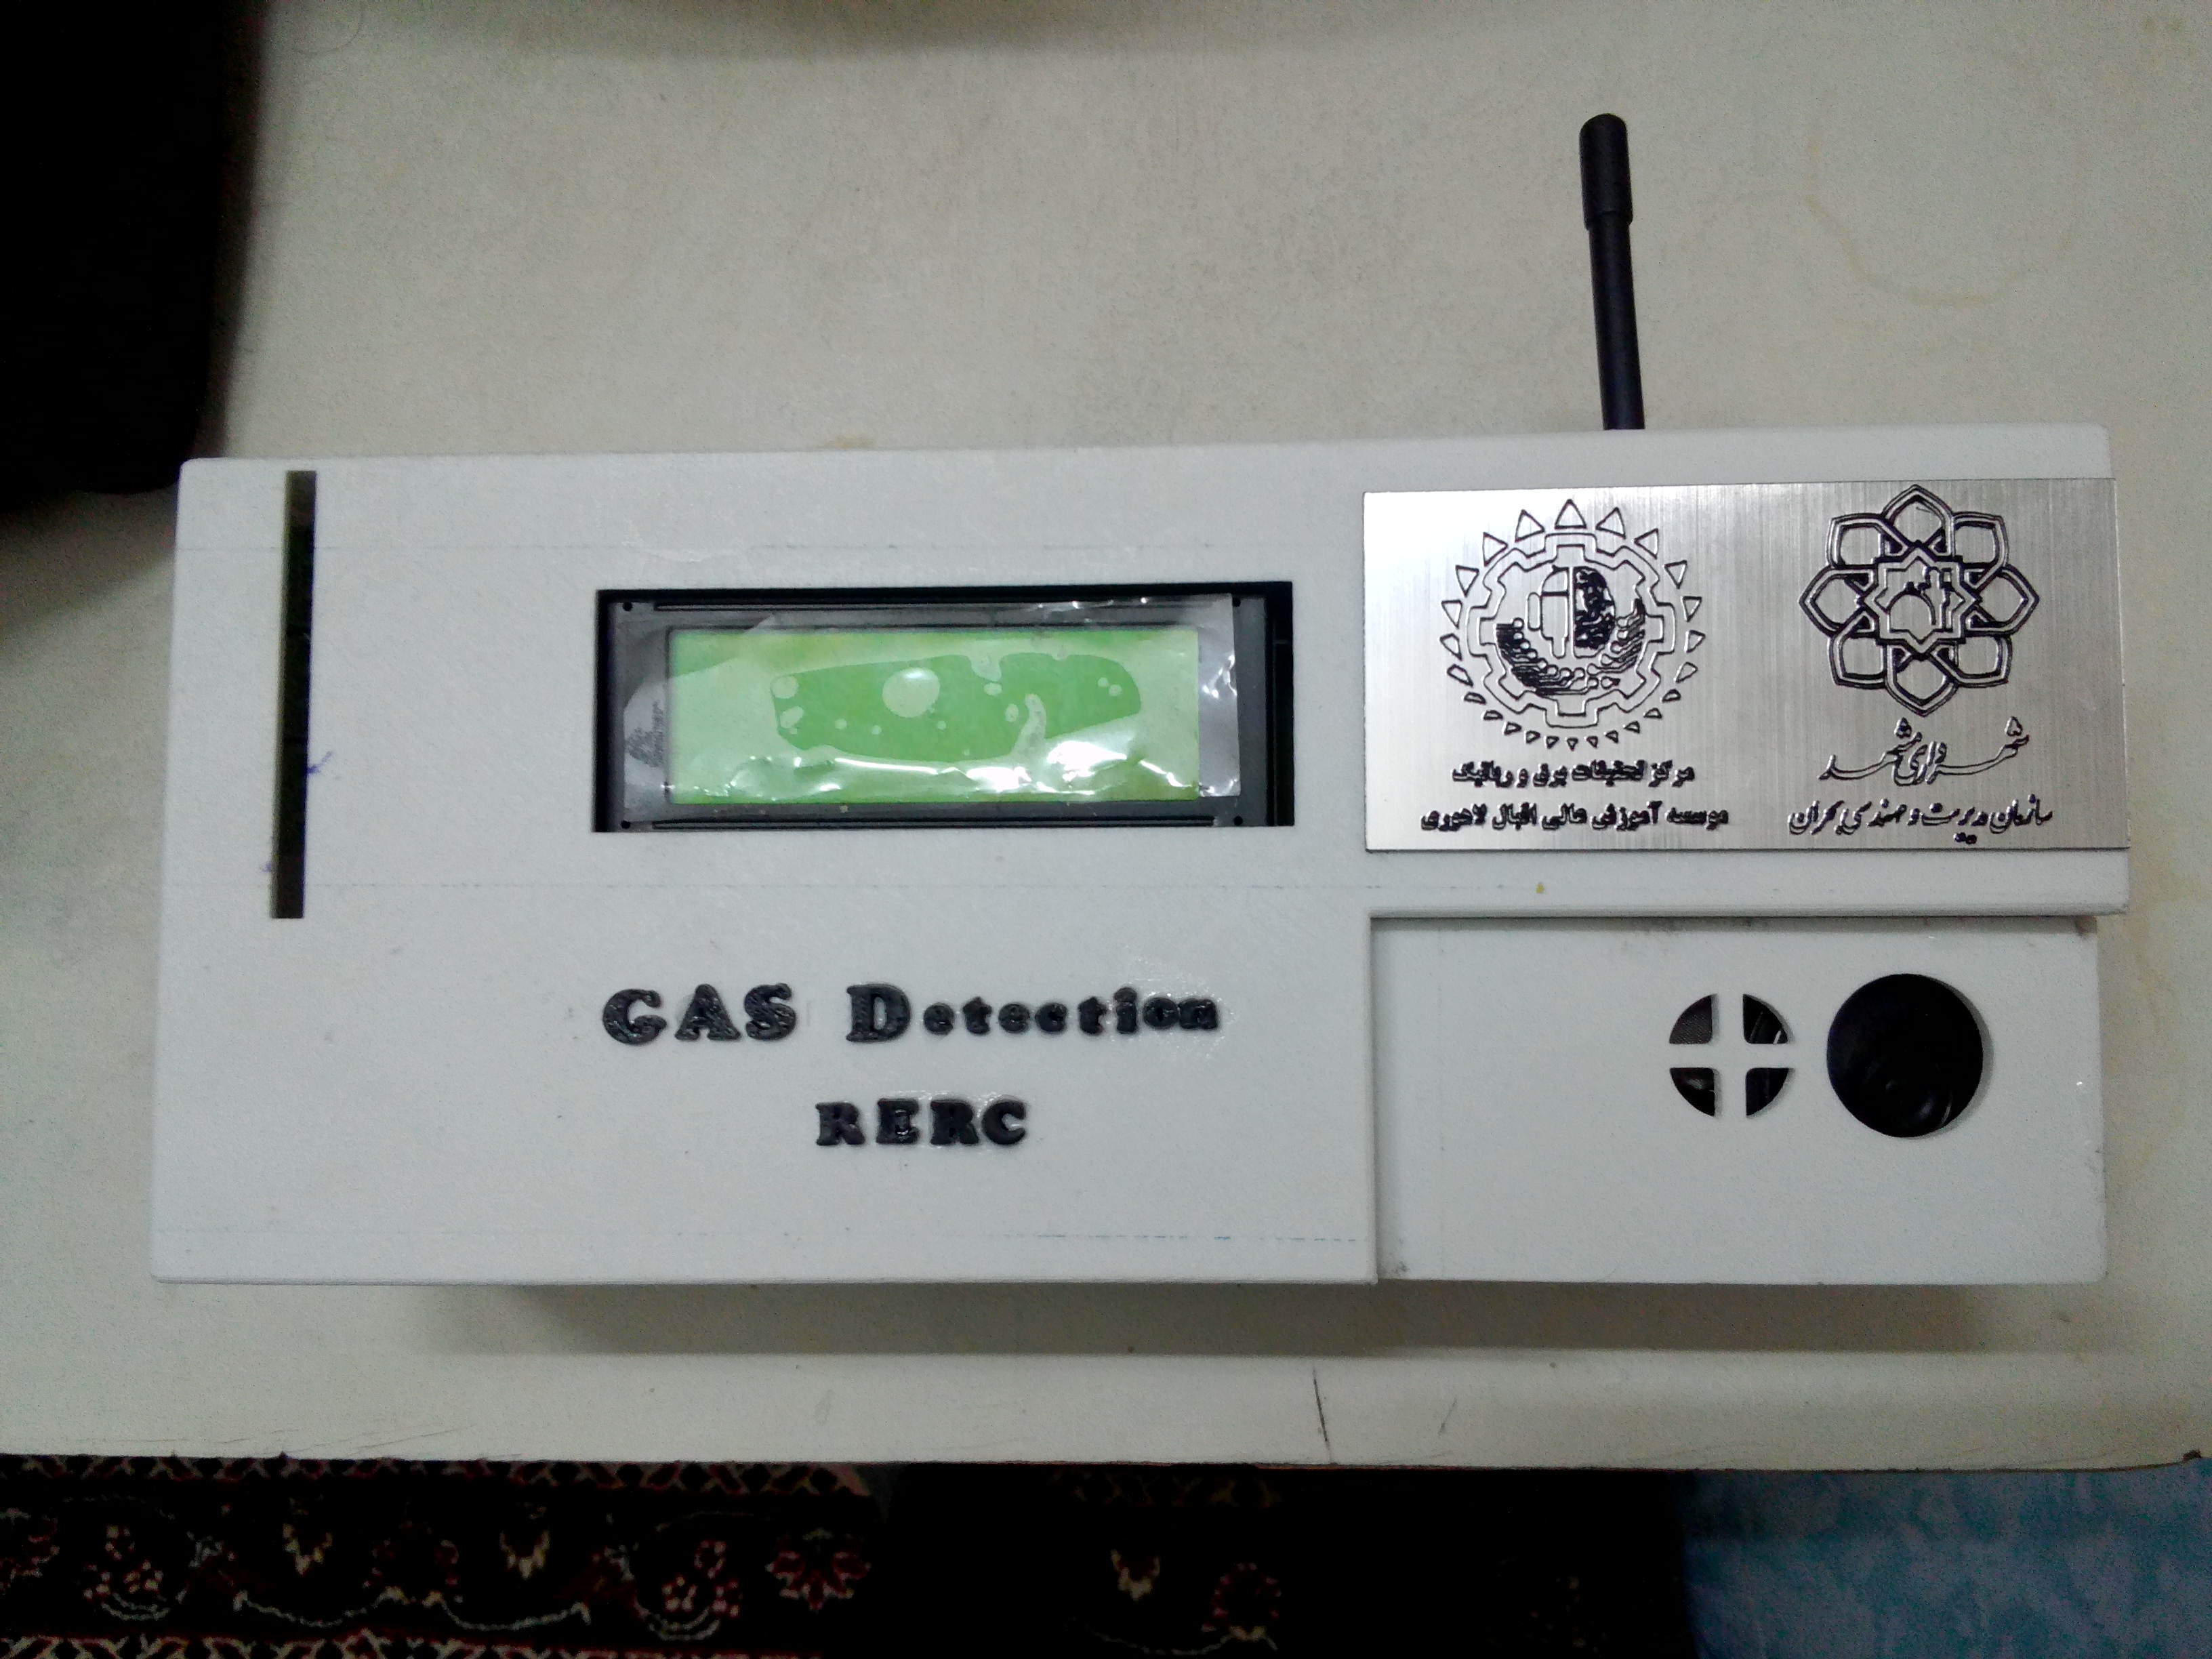 مرکز تحقیقات برق و رباتیک
موسسه آموزش عالی اقبال لاهوری
شهرداری مشهد
سازمان مدیریت و مهندسی بحران
GAS Detection
RERC